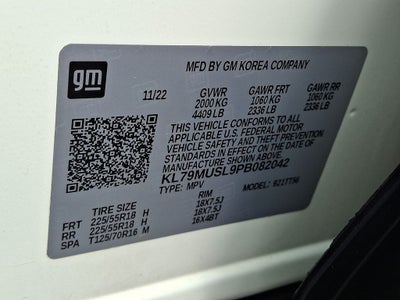 gm
MFD BY GM KOREA COMPANY
11/22 GVWR GAWR FRT GAWR RR
2000 KG 1060 KG 1060 KG
4409 LB 2336 LB 2336 LB
THIS VEHICLE CONFORMS TO ALL
APPLICABLE U.S. FEDERAL MOTOR
VEHICLE SAFETY AND THEFT PREVENTION
STANDARDS IN EFFECT ON THE DATE
OF MANUFACTURE SHOWN ABOVE.
KL79MUSL9PB082042
TYPE: MPV MODEL:
TIRE SIZE RIM
FRT 225/55R18 H 18X7.5J
RR 225/55R18 H 18X7.5J
SPA T125/70R16 M 16X4BT